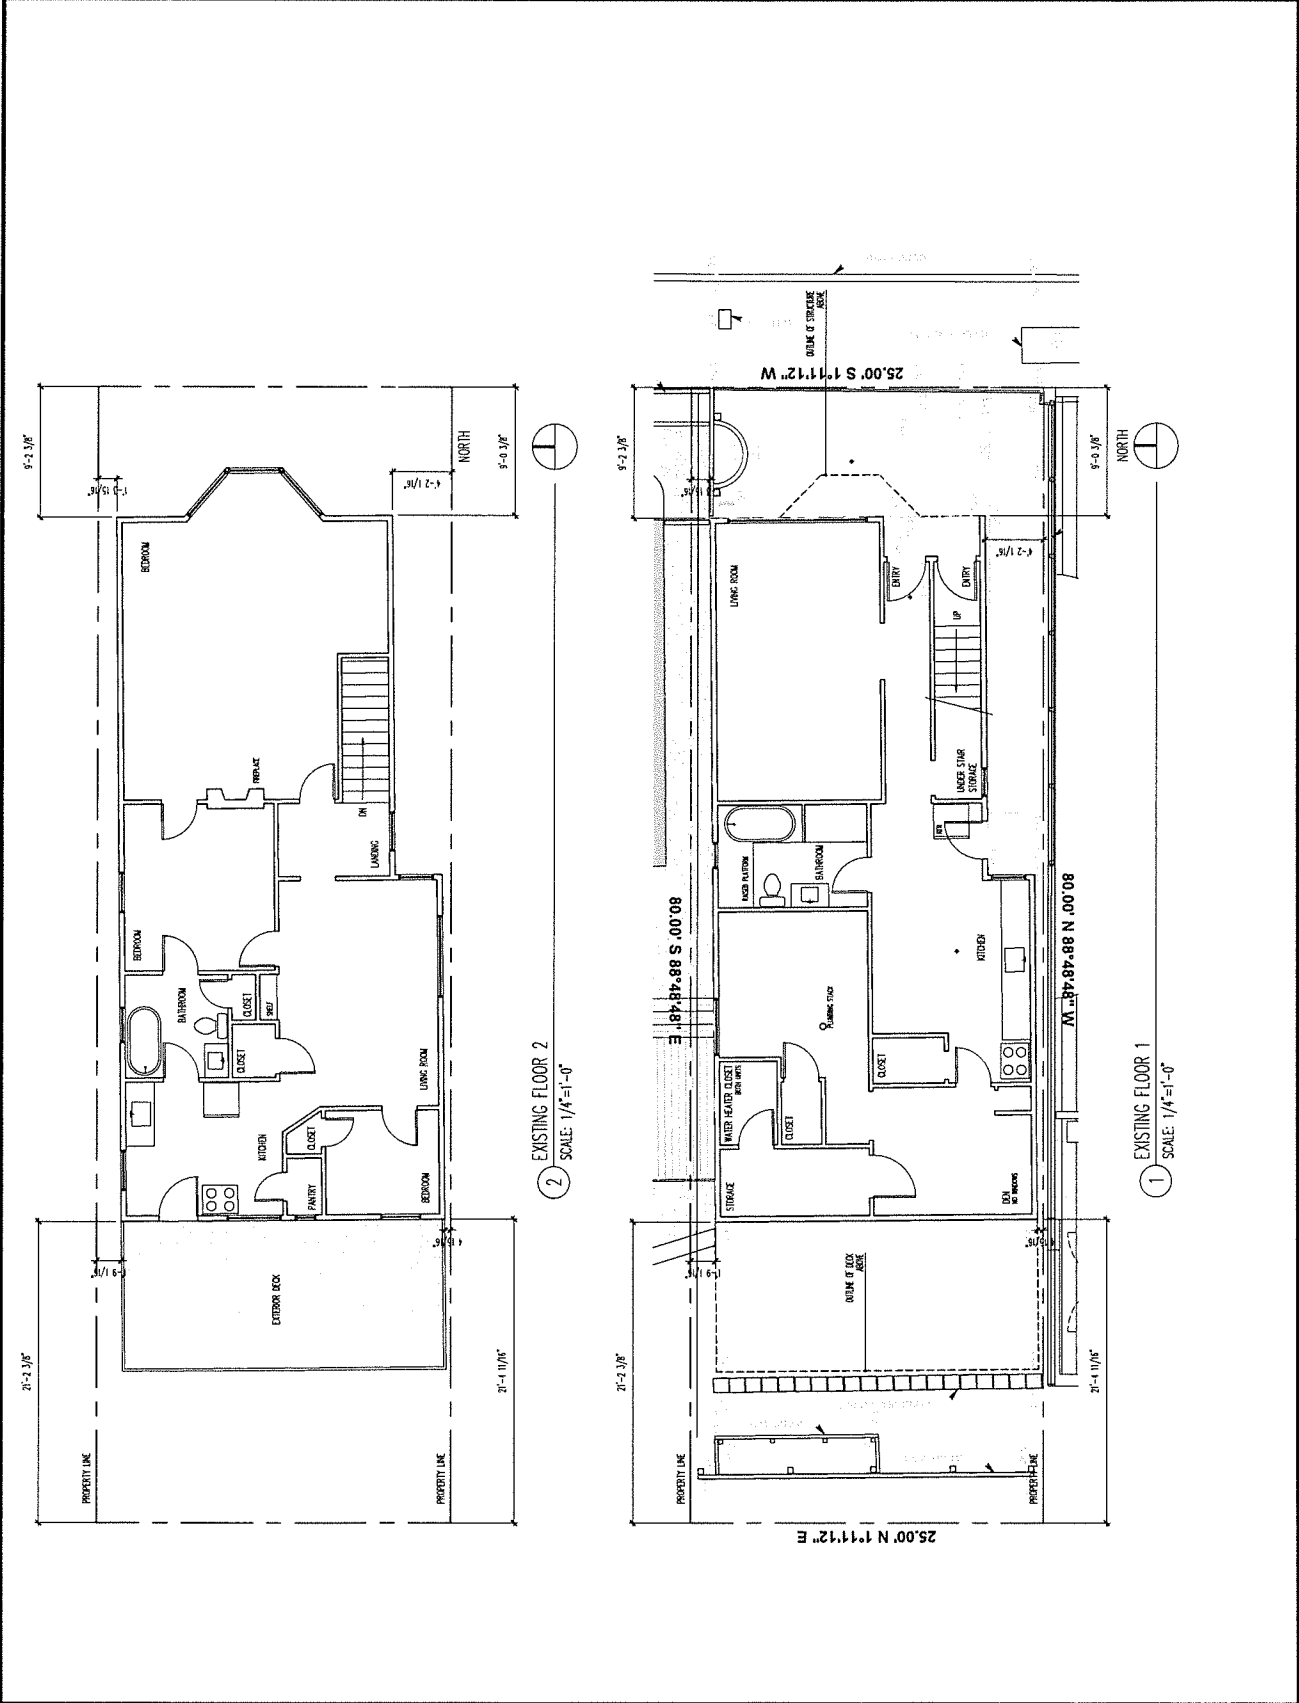 9'-2 3/8"
1'-3 15/16"
BEDROOM
NORTH
4'-2 1/16"
9'-0 3/8"
FIREPLACE
DN
LANDING
BEDROOM
BATHROOM
CLOSET
SHELF
CLOSET
LIVING ROOM
KITCHEN
CLOSET
PANTRY
BEDROOM
EXTERIOR DECK
1'-9 1/16"
4 15/16"
21'-2 3/8"
21'-4 11/16"
PROPERTY LINE
PROPERTY LINE
2
EXISTING FLOOR 2
SCALE: 1/4"=1'-0"
OUTLINE OF STRUCTURE
ABOVE
25.00' S 1°11'12" W
9'-2 3/8"
NORTH
9'-0 3/8"
4'-2 1/16"
LIVING ROOM
ENTRY
ENTRY
UP
UNDER STAIR
STORAGE
RAISED PLATFORM
BATHROOM
80.00' S 88°48'48" E
80.00' N 88°48'48" W
KITCHEN
PLUMBING STACK
CLOSET
WATER HEATER CLOSET
BOTH UNITS
CLOSET
STORAGE
DEN
NO WINDOWS
1'-9 1/16"
OUTLINE OF DECK
ABOVE
21'-2 3/8"
21'-4 11/16"
PROPERTY LINE
PROPERTY LINE
25.00' N 1°11'12" E
1
EXISTING FLOOR 1
SCALE: 1/4"=1'-0"